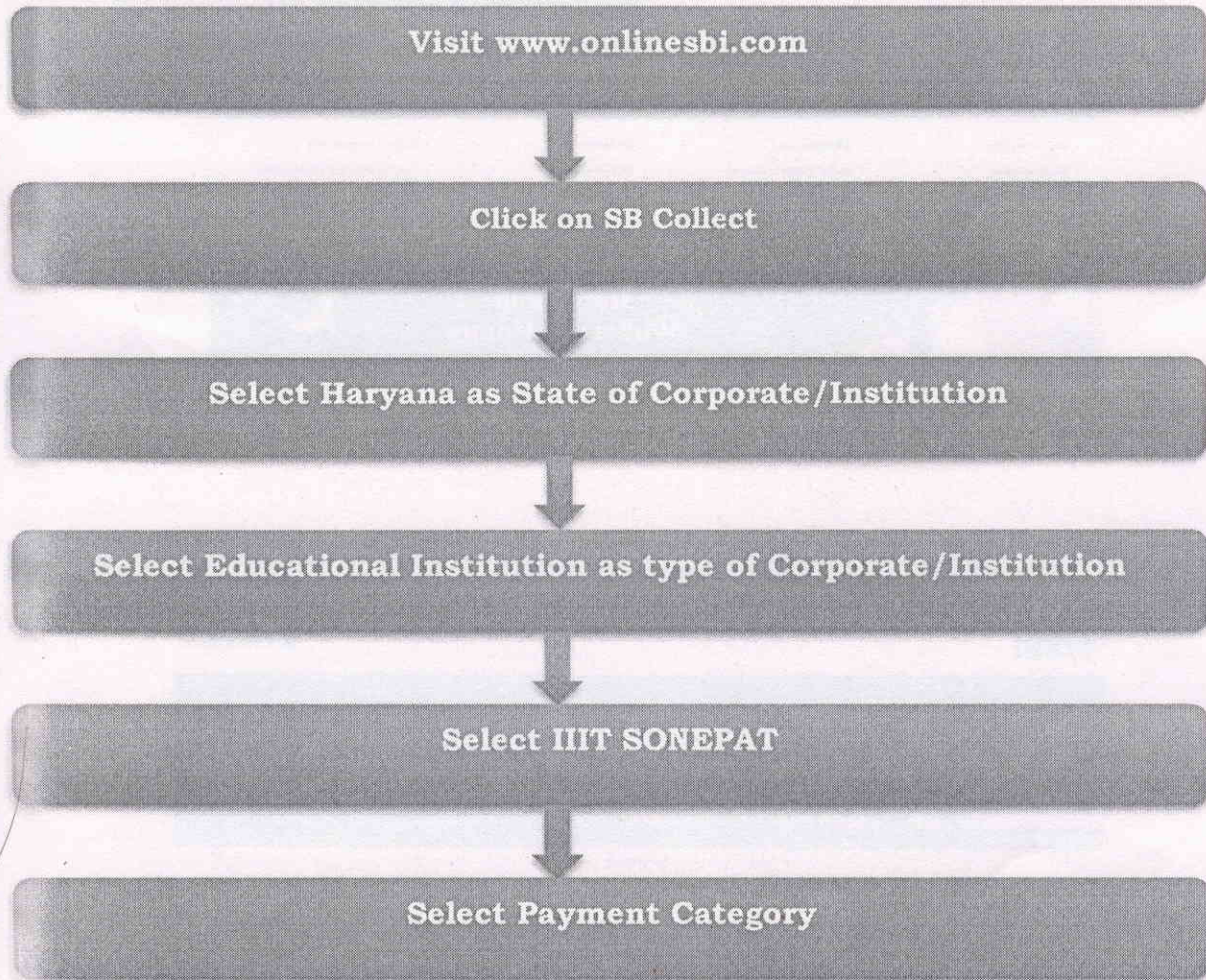 Visit www.onlinesbi.com
Click on SB Collect
Select Haryana as State of Corporate/Institution
Select Educational Institution as type of Corporate/Institution
Select IIIT SONEPAT
Select Payment Category